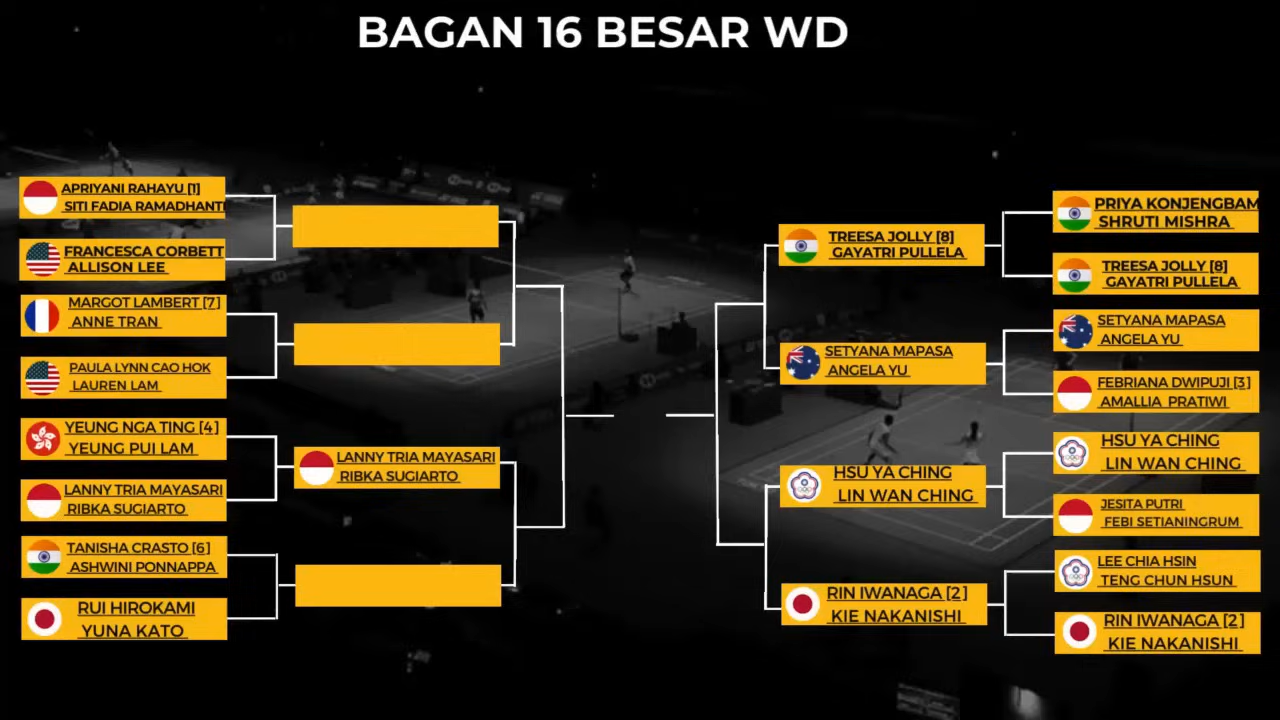 BAGAN 16 BESAR WD
APRIYANI RAHAYU [1]
SITI FADIA RAMADHANTI
FRANCESCA CORBETT
ALLISON LEE
MARGOT LAMBERT [7]
ANNE TRAN
PAULA LYNN CAO HOK
LAUREN LAM
YEUNG NGA TING [4]
YEUNG PUI LAM
LANNY TRIA MAYASARI
RIBKA SUGIARTO
TANISHA CRASTO [6]
ASHWINI PONNAPPA
RUI HIROKAMI
YUNA KATO
LANNY TRIA MAYASARI
RIBKA SUGIARTO
TREESA JOLLY [8]
GAYATRI PULLELA
SETYANA MAPASA
ANGELA YU
HSU YA CHING
LIN WAN CHING
RIN IWANAGA [2]
KIE NAKANISHI
PRIYA KONJENGBAM
SHRUTI MISHRA
TREESA JOLLY [8]
GAYATRI PULLELA
SETYANA MAPASA
ANGELA YU
FEBRIANA DWIPUJI [3]
AMALLIA PRATIWI
HSU YA CHING
LIN WAN CHING
JESITA PUTRI
FEBI SETIANINGRUM
LEE CHIA HSIN
TENG CHUN HSUN
RIN IWANAGA [2]
KIE NAKANISHI